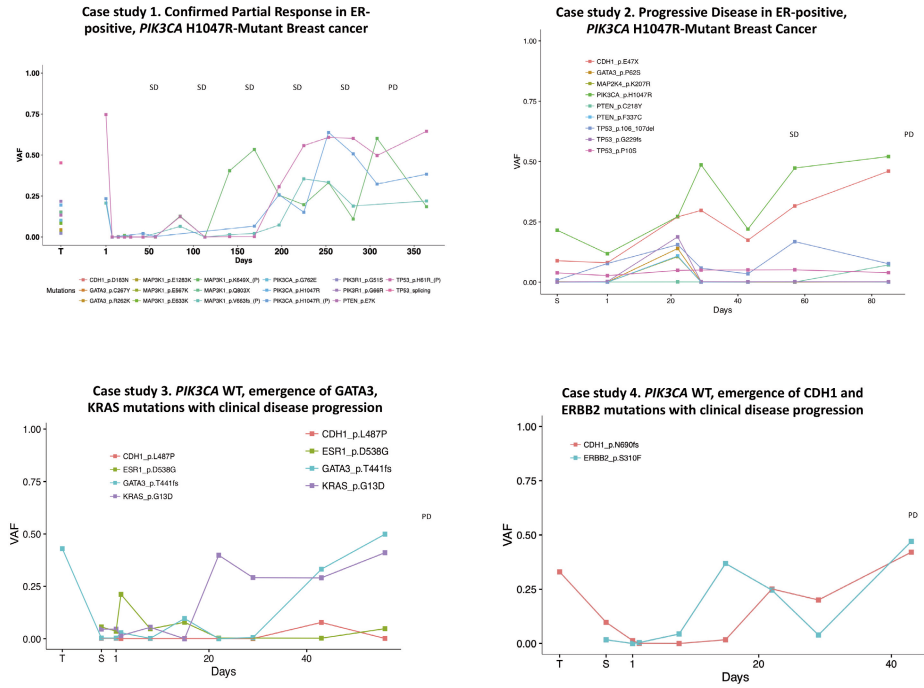 Case study 1. Confirmed Partial Response in ER-
positive, PIK3CA H1047R-Mutant Breast cancer
SD SD SD SD SD PD
1.00
0.75
0.50
0.25
0.00
VAF
T 1 50 100 150 200 250 300 350
Days
Mutations
CDH1_p.D183N MAP3K1_p.E1283K MAP3K1_p.K849X_(P) PIK3CA_p.G762E PIK3R1_p.G51S TP53_p.H61R_(P)
GATA3_p.C267Y MAP3K1_p.E567K MAP3K1_p.Q803X PIK3CA_p.H1047R PIK3R1_p.G66R TP53_splicing
GATA3_p.R262K MAP3K1_p.E633K MAP3K1_p.V663fs_(P) PIK3CA_p.H1047R_(P) PTEN_p.E7K
Case study 2. Progressive Disease in ER-positive,
PIK3CA H1047R-Mutant Breast Cancer
1.00
0.75
0.50
0.25
0.00
VAF
CDH1_p.E47X
GATA3_p.P62S
MAP2K4_p.K207R
PIK3CA_p.H1047R
PTEN_p.C218Y
PTEN_p.F337C
TP53_p.106_107del
TP53_p.G229fs
TP53_p.P10S
SD PD
S 20 40 60 80
Days
Case study 3. PIK3CA WT, emergence of GATA3,
KRAS mutations with clinical disease progression
1.00
0.75
0.50
0.25
0.00
VAF
CDH1_p.L487P
ESR1_p.D538G
GATA3_p.T441fs
KRAS_p.G13D
CDH1_p.L487P
ESR1_p.D538G
GATA3_p.T441fs
KRAS_p.G13D
PD
T S 1 20 40
Days
Case study 4. PIK3CA WT, emergence of CDH1 and
ERBB2 mutations with clinical disease progression
1.00
0.75
0.50
0.25
0.00
VAF
CDH1_p.N690fs
ERBB2_p.S310F
PD
T S 1 20 40
Days